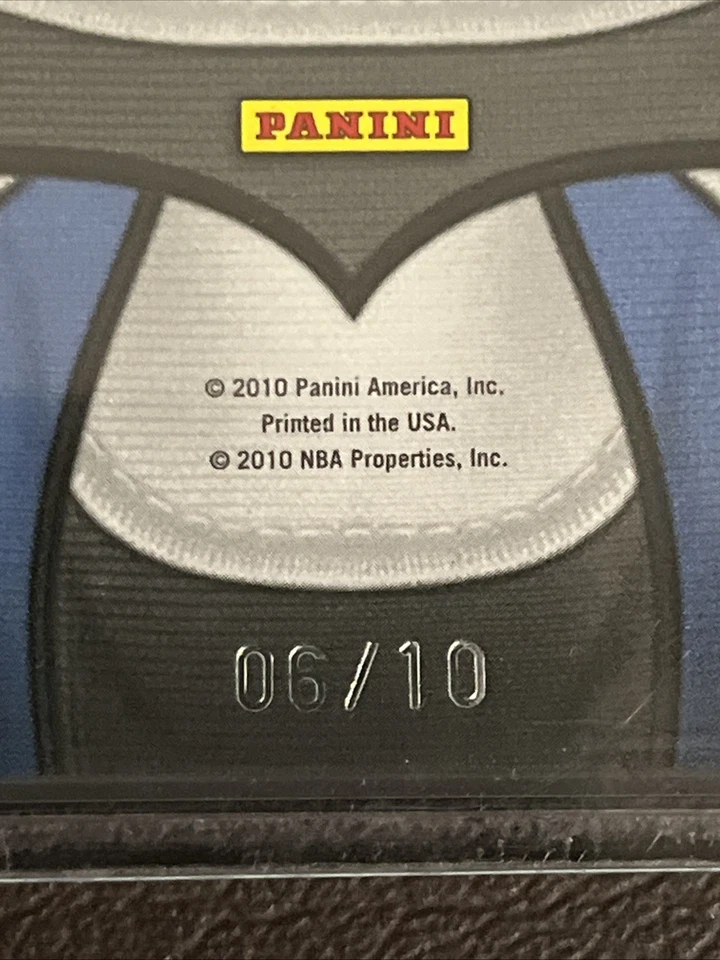 PANINI
© 2010 Panini America, Inc.
Printed in the USA.
© 2010 NBA Properties, Inc.
06/10